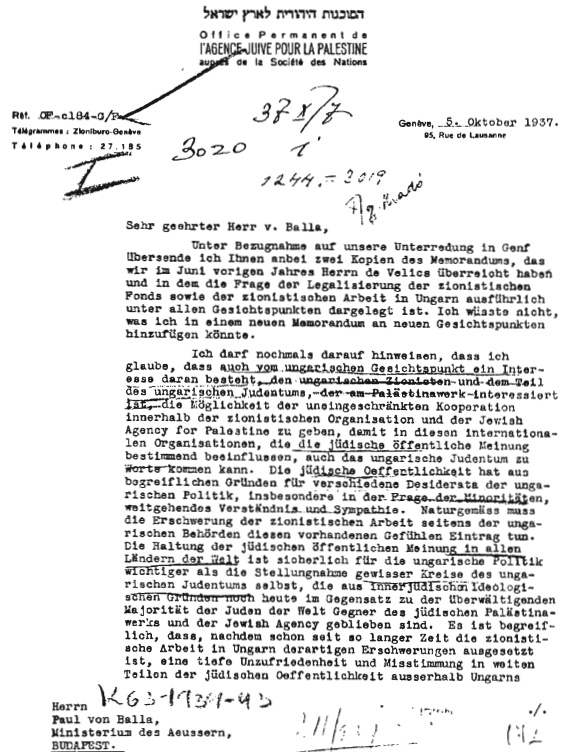 הסוכנות היהודית לארץ ישראל
Office Permanent de
l'AGENCE JUIVE POUR LA PALESTINE
auprès de la Société des Nations
Réf. OF-c184-G/F
Télégrammes : Zioniburo-Genève
Téléphone : 27.185
Genève, 5. Oktober 1937.
95, Rue de Lausanne
37 X/7
3020 1
1244. - 3019
I
Sehr geehrter Herr v. Balla,
Unter Bezugnahme auf unsere Unterredung in Genf
übersende ich Ihnen anbei zwei Kopien des Memorandums, das
wir im Juni vorigen Jahres Herrn de Velics überreicht haben
und in dem die Frage der Legalisierung der zionistischen
Fonds sowie der zionistischen Arbeit in Ungarn ausführlich
unter allen Gesichtspunkten dargelegt ist. Ich wüsste nicht,
was ich in einem neuen Memorandum an neuen Gesichtspunkten
hinzufügen könnte.
Ich darf nochmals darauf hinweisen, dass ich
glaube, dass auch vom ungarischen Gesichtspunkt ein Inter-
esse daran besteht, den ungarischen Zionisten und dem Teil
des ungarischen Judentums, der am Palästinawerk interessiert
ist, die Möglichkeit der uneingeschränkten Kooperation
innerhalb der zionistischen Organisation und der Jewish
Agency for Palestine zu geben, damit in diesen internationa-
len Organisationen, die die jüdische öffentliche Meinung
bestimmend beeinflussen, auch das ungarische Judentum zu
Worte kommen kann. Die jüdische Oeffentlichkeit hat aus
begreiflichen Gründen für verschiedene Desiderata der unga-
rischen Politik, insbesondere in der Frage der Minoritäten,
weitgehendes Verständnis und Sympathie. Naturgemäss muss
die Erschwerung der zionistischen Arbeit seitens der unga-
rischen Behörden diesen vorhandenen Gefühlen Eintrag tun.
Die Haltung der jüdischen öffentlichen Meinung in allen
Ländern der Welt ist sicherlich für die ungarische Politik
wichtiger als die Stellungnahme gewisser Kreise des unga-
rischen Judentums selbst, die aus innerjüdischen ideologi-
schen Gründen noch heute im Gegensatz zu der überwältigenden
Majorität der Juden der Welt Gegner des jüdischen Palästina-
werks und der Jewish Agency geblieben sind. Es ist begreif-
lich, dass, nachdem schon seit so langer Zeit die zionisti-
sche Arbeit in Ungarn derartigen Erschwerungen ausgesetzt
ist, eine tiefe Unzufriedenheit und Misstimmung in weiten
Teilen der jüdischen Oeffentlichkeit ausserhalb Ungarns
Herrn
Paul von Balla,
Ministerium des Aeussern,
BUDAPEST.
./.